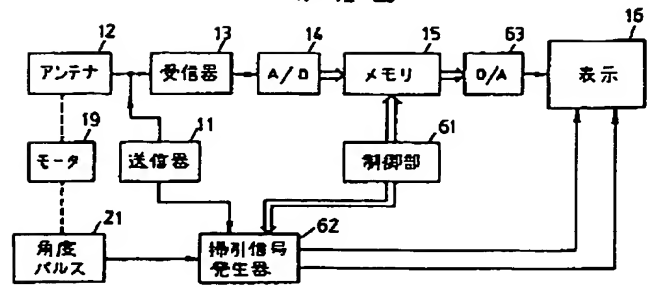 12
13
14
15
63
16
アンテナ
受信器
A/D
メモリ
D/A
表示
19
11
61
モータ
送信器
制御部
21
62
角度
パルス
掃引信号
発生器